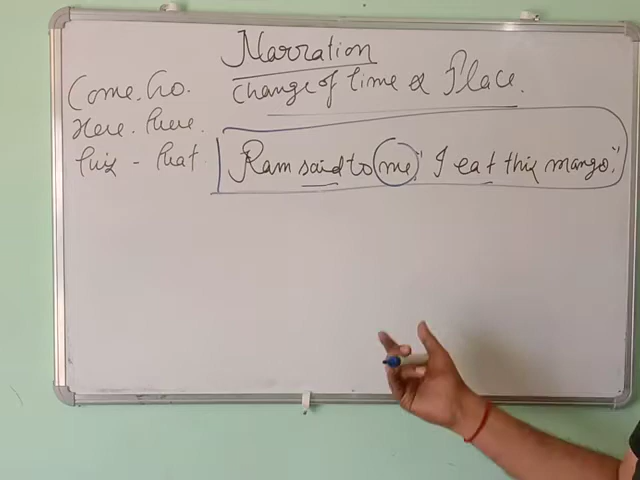 Narration
Change of Time & Place.
Come. Go.
Here. There.
This - That
Ram said to (me)," I eat this mango."